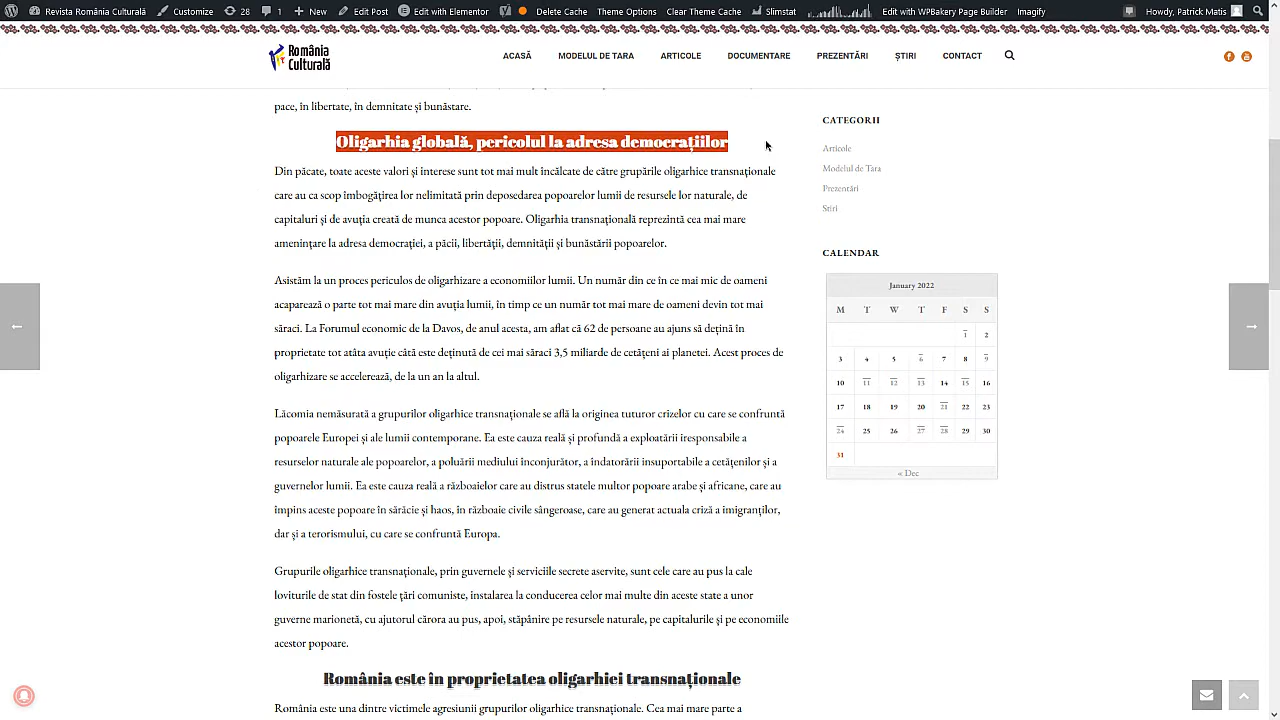 Revista România Culturală
Customize
28
1
New
Edit Post
Edit with Elementor
Delete Cache
Theme Options
Clear Theme Cache
Slimstat
Edit with WPBakery Page Builder
Imagify
Howdy, Patrick Matis
România
Culturală
ACASĂ
MODELUL DE TARA
ARTICOLE
DOCUMENTARE
PREZENTĂRI
ȘTIRI
CONTACT
pace, în libertate, în demnitate și bunăstare.
Oligarhia globală, pericolul la adresa democrațiilor
Din păcate, toate aceste valori și interese sunt tot mai mult încălcate de către grupările oligarhice transnaționale
care au ca scop îmbogățirea lor nelimitată prin deposedarea popoarelor lumii de resursele lor naturale, de
capitaluri și de avuția creată de munca acestor popoare. Oligarhia transnațională reprezintă cea mai mare
amenințare la adresa democrației, a păcii, libertății, demnității și bunăstării popoarelor.
Asistăm la un proces periculos de oligarhizare a economiilor lumii. Un număr din ce în ce mai mic de oameni
acaparează o parte tot mai mare din avuția lumii, în timp ce un număr tot mai mare de oameni devin tot mai
săraci. La Forumul economic de la Davos, de anul acesta, am aflat că 62 de persoane au ajuns să dețină în
proprietate tot atâta avuție câtă este deținută de cei mai săraci 3,5 miliarde de cetățeni ai planetei. Acest proces de
oligarhizare se accelerează, de la un an la altul.
Lăcomia nemăsurată a grupurilor oligarhice transnaționale se află la originea tuturor crizelor cu care se confruntă
popoarele Europei și ale lumii contemporane. Ea este cauza reală și profundă a exploatării iresponsabile a
resurselor naturale ale popoarelor, a poluării mediului înconjurător, a îndatorării insuportabile a cetățenilor și a
guvernelor lumii. Ea este cauza reală a războaielor care au distrus statele multor popoare arabe și africane, care au
împins aceste popoare în sărăcie și haos, în războaie civile sângeroase, care au generat actuala criză a imigranților,
dar și a terorismului, cu care se confruntă Europa.
Grupurile oligarhice transnaționale, prin guvernele și serviciile secrete aservite, sunt cele care au pus la cale
loviturile de stat din fostele țări comuniste, instalarea la conducerea celor mai multe din aceste state a unor
guverne marionetă, cu ajutorul cărora au pus, apoi, stăpânire pe resursele naturale, pe capitalurile și pe economiile
acestor popoare.
România este în proprietatea oligarhiei transnaționale
România este una dintre victimele agresiunii grupurilor oligarhice transnaționale. Cea mai mare parte a
CATEGORII
Articole
Modelul de Tara
Prezentări
Stiri
CALENDAR
January 2022
M T W T F S S
1 2
3 4 5 6 7 8 9
10 11 12 13 14 15 16
17 18 19 20 21 22 23
24 25 26 27 28 29 30
31
« Dec